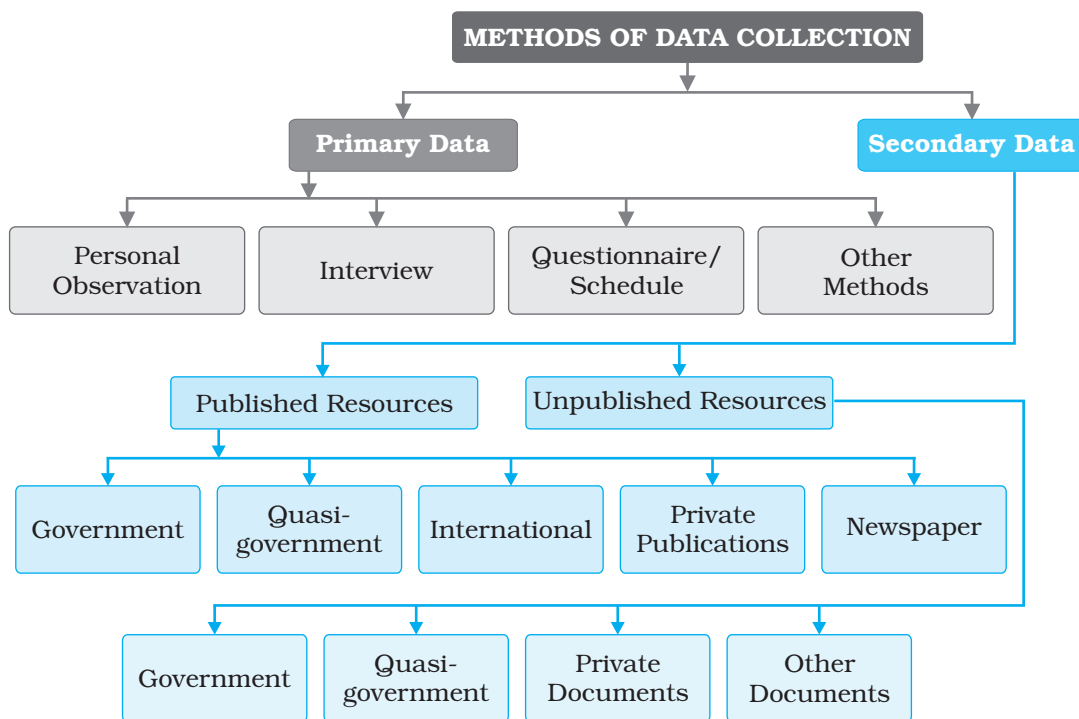 METHODS OF DATA COLLECTION
Primary Data
Secondary Data
Personal
Observation
Interview
Questionnaire/
Schedule
Other
Methods
Published Resources
Unpublished Resources
Government
Quasi-
government
International
Private
Publications
Newspaper
Government
Quasi-
government
Private
Documents
Other
Documents